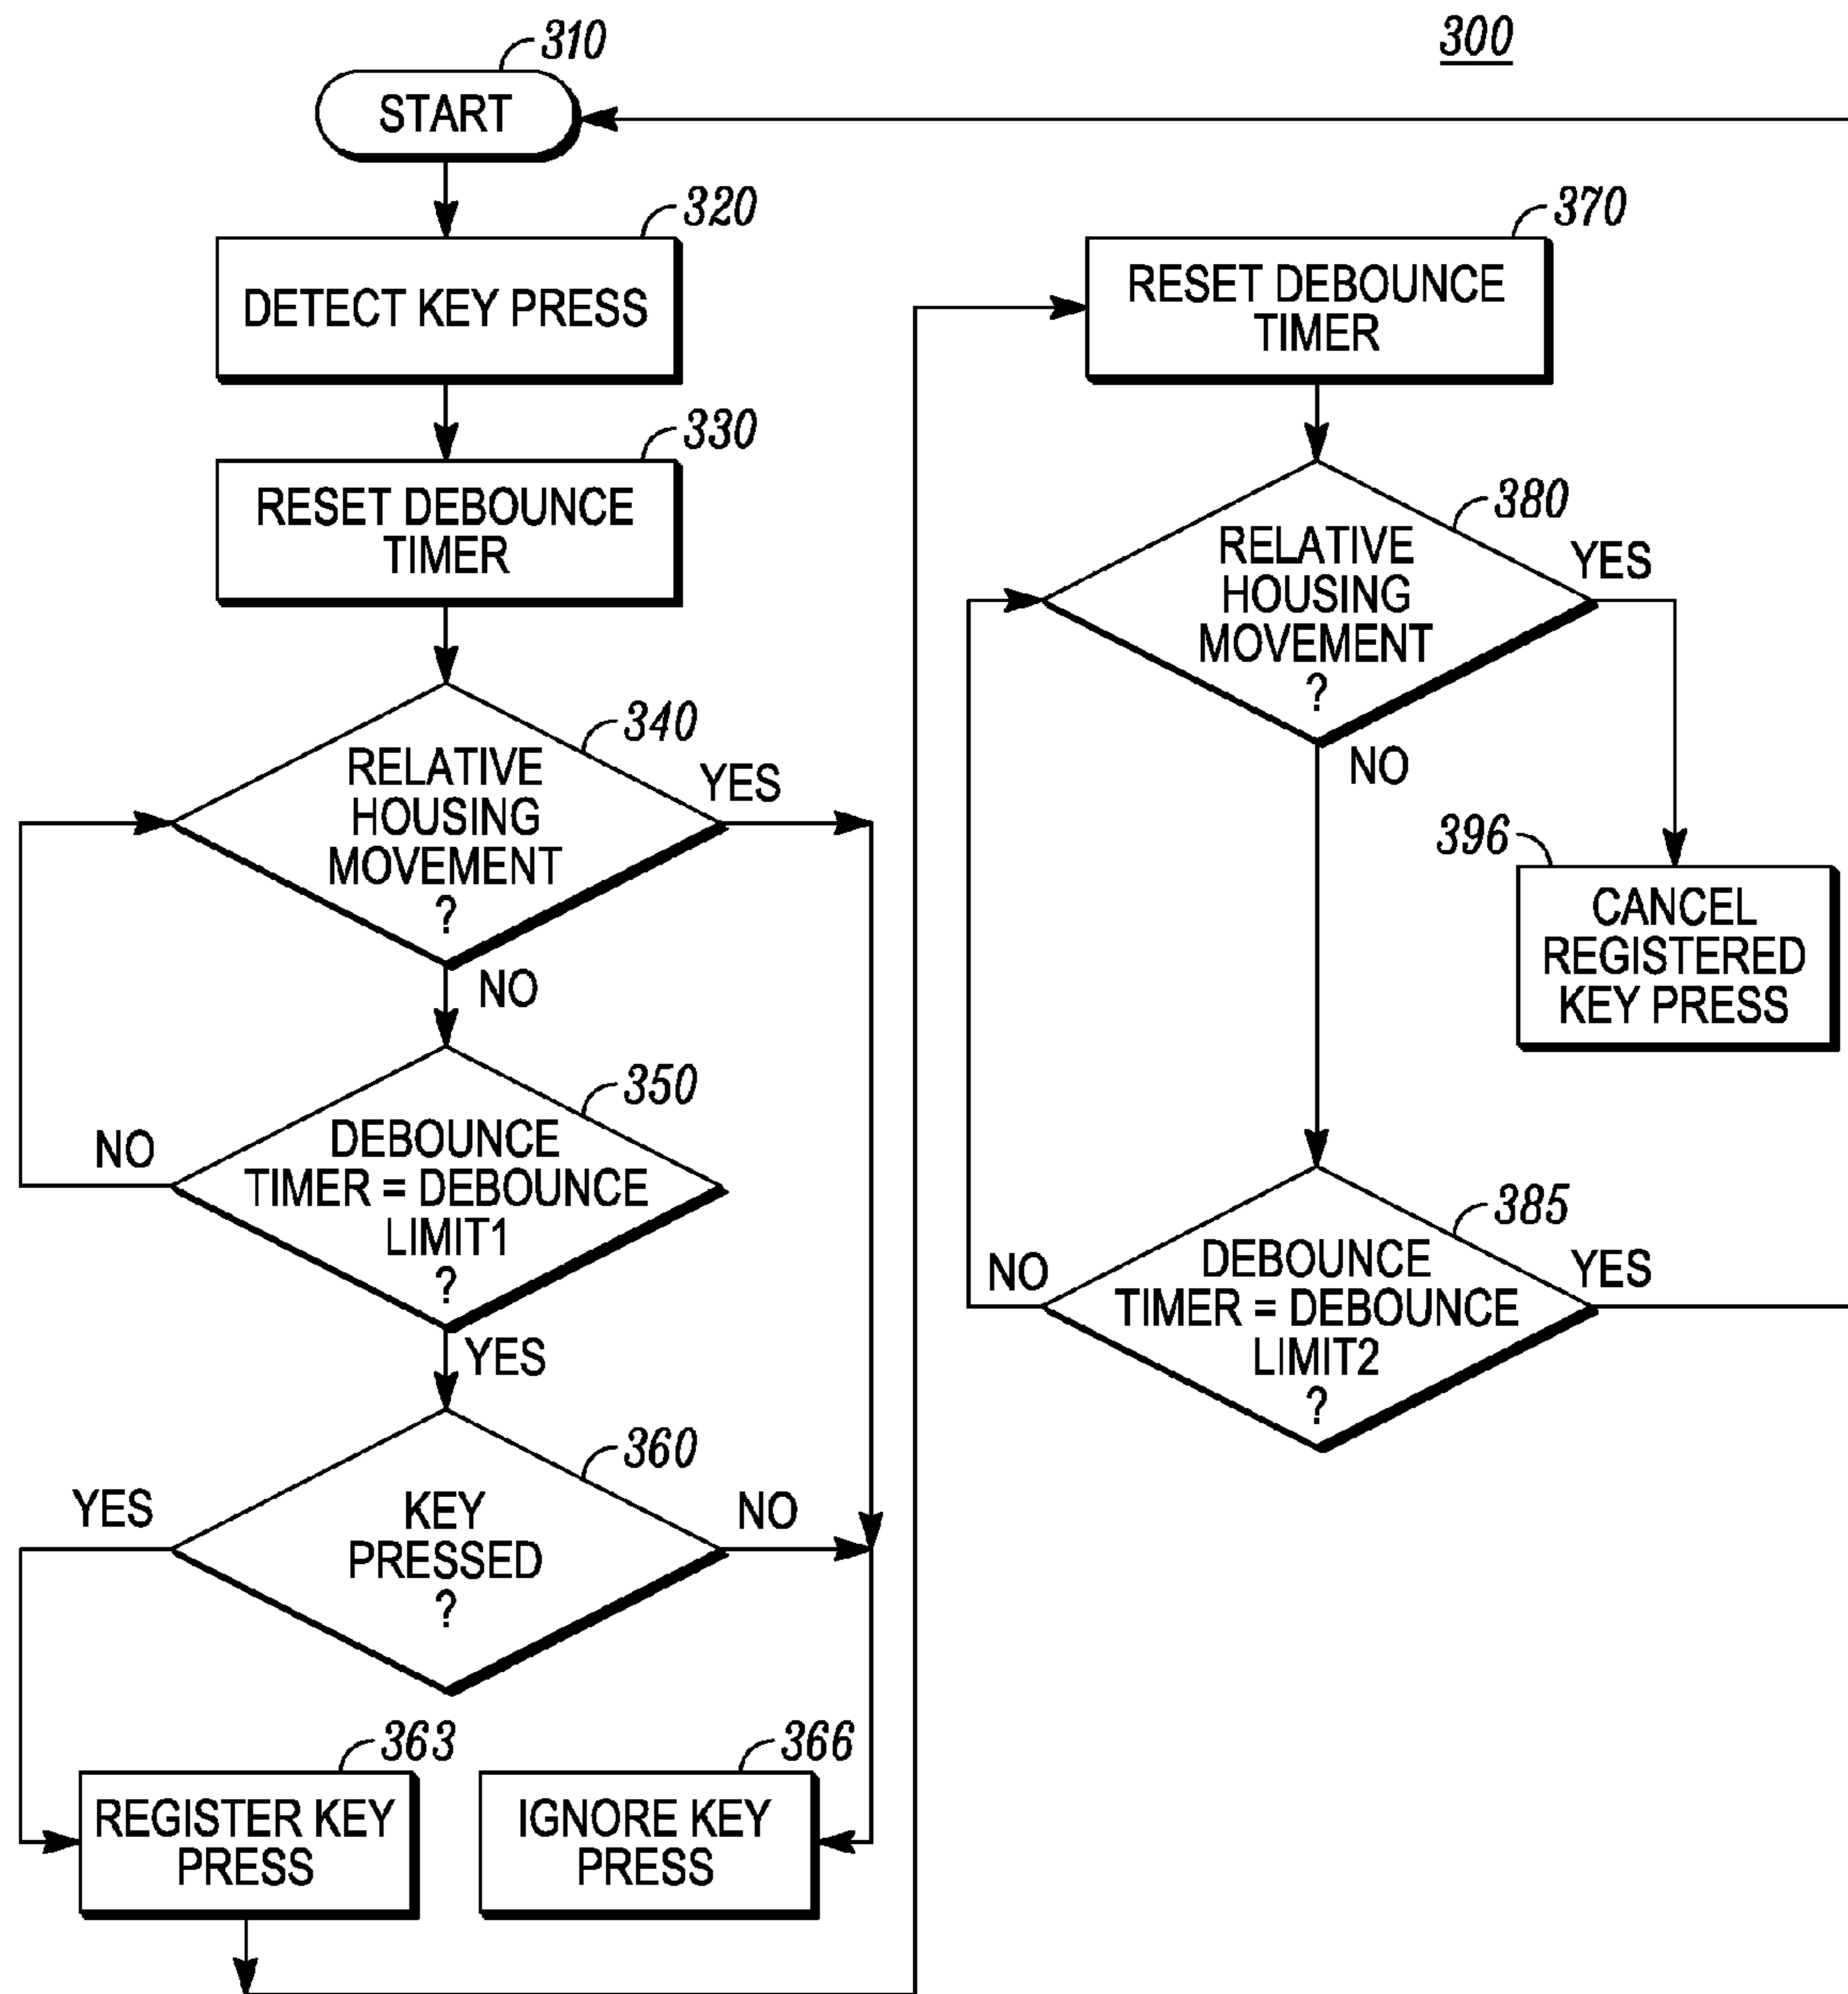 300
310
START
320
DETECT KEY PRESS
330
RESET DEBOUNCE
TIMER
340
RELATIVE
HOUSING
MOVEMENT
?
YES
NO
350
DEBOUNCE
TIMER = DEBOUNCE
LIMIT1
?
NO
YES
360
KEY
PRESSED
?
YES
NO
363
REGISTER KEY
PRESS
366
IGNORE KEY
PRESS
370
RESET DEBOUNCE
TIMER
380
RELATIVE
HOUSING
MOVEMENT
?
YES
NO
396
CANCEL
REGISTERED
KEY PRESS
385
DEBOUNCE
TIMER = DEBOUNCE
LIMIT2
?
NO
YES